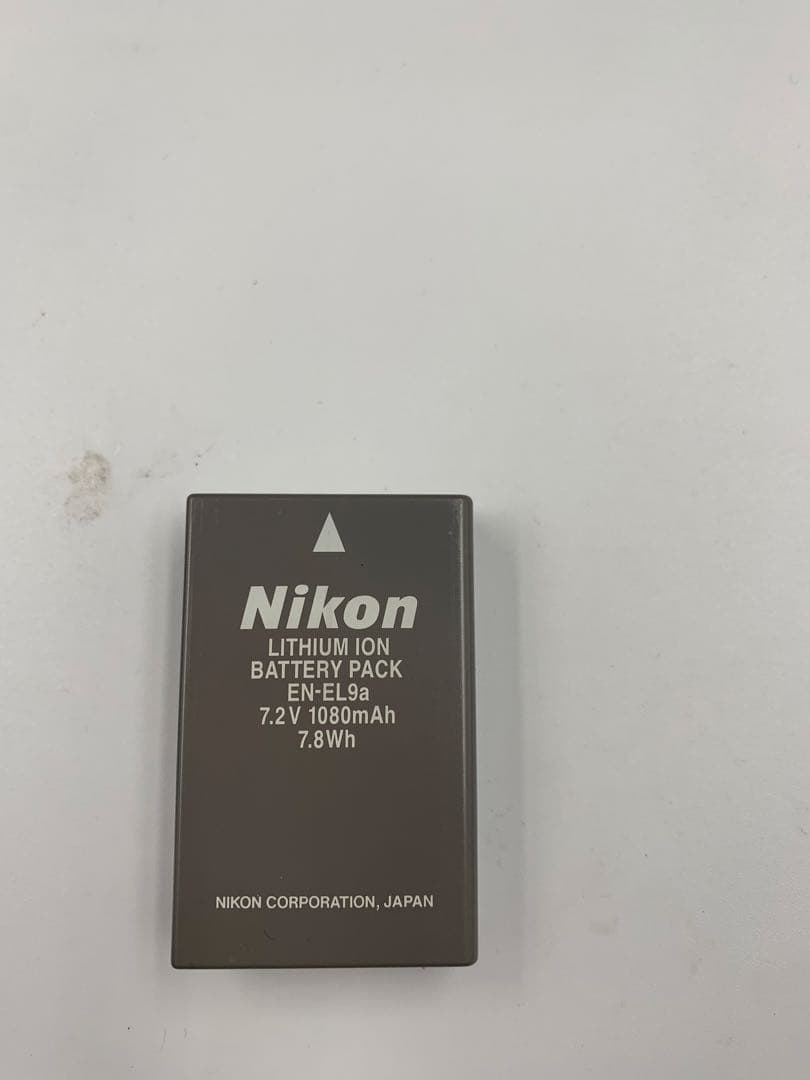 Nikon
LITHIUM ION
BATTERY PACK
EN-EL9a
7.2V 1080mAh
7.8Wh
NIKON CORPORATION, JAPAN